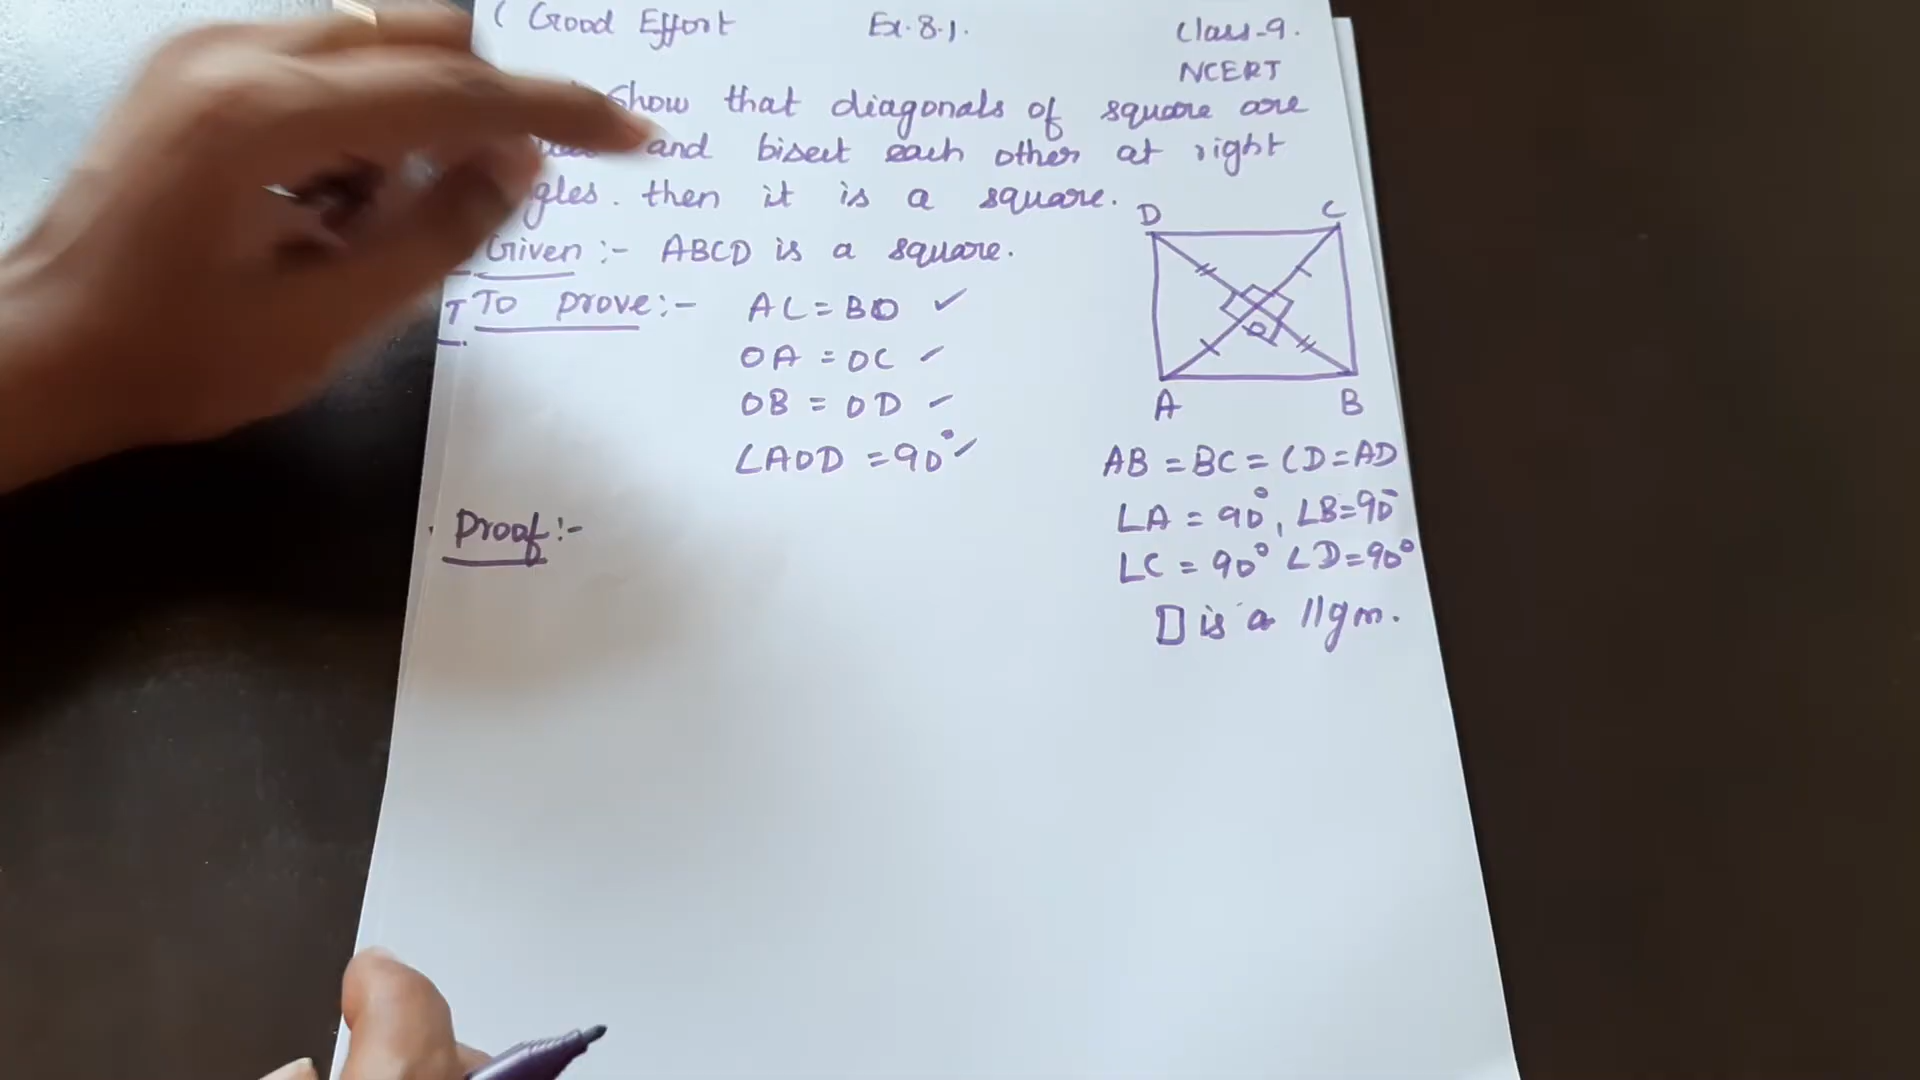 ( Good Effort Ex. 8.1. Class-9.
NCERT
Show that diagonals of square are
and bisect each other at right
gles. then it is a square.
Given :- ABCD is a square.
D C
T To prove :- AC = BD ✓
OA = OC ✓
O
OB = OD ✓
A B
∠AOD = 90° ✓
AB = BC = CD = AD
∠A = 90°, ∠B = 90°
Proof :-
∠C = 90° ∠D = 90°
▯ is a ||gm.